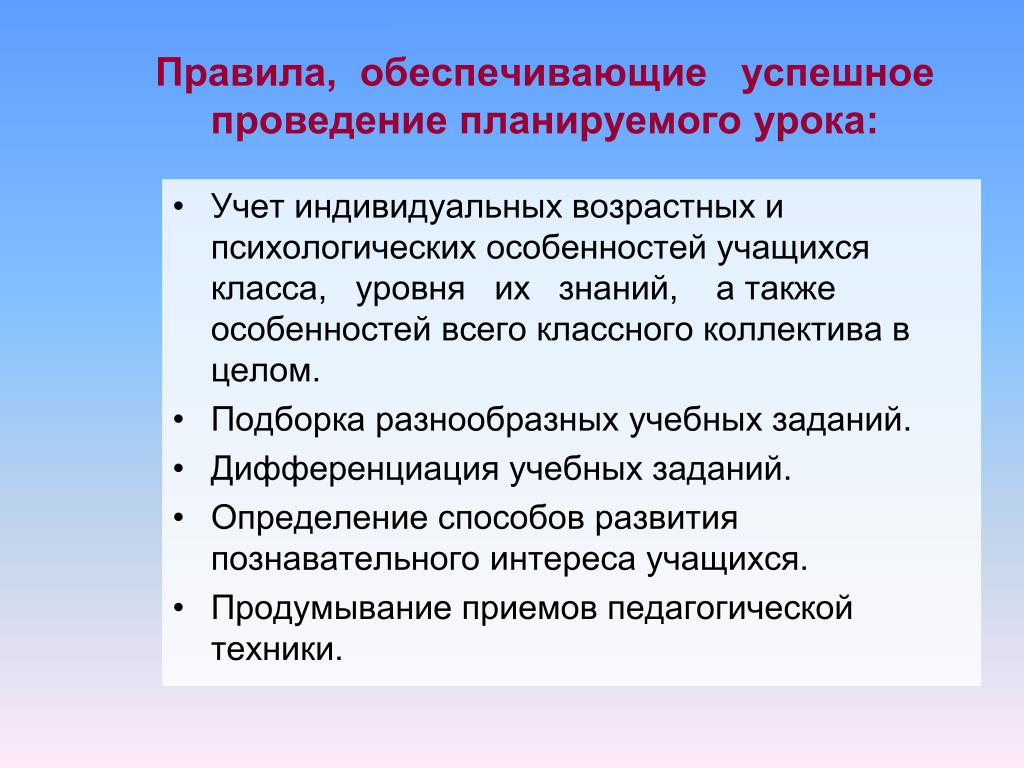 Правила, обеспечивающие успешное
проведение планируемого урока:
• Учет индивидуальных возрастных и
психологических особенностей учащихся
класса, уровня их знаний, а также
особенностей всего классного коллектива в
целом.
• Подборка разнообразных учебных заданий.
• Дифференциация учебных заданий.
• Определение способов развития
познавательного интереса учащихся.
• Продумывание приемов педагогической
техники.